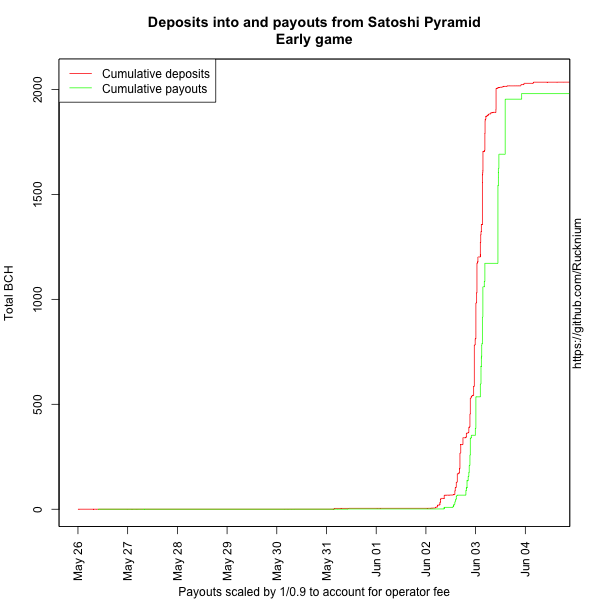 Deposits into and payouts from Satoshi Pyramid
Early game
Cumulative deposits
Cumulative payouts
Total BCH
2000
1500
1000
500
0
May 26
May 27
May 28
May 29
May 30
May 31
Jun 01
Jun 02
Jun 03
Jun 04
Payouts scaled by 1/0.9 to account for operator fee
https://github.com/Rucknium